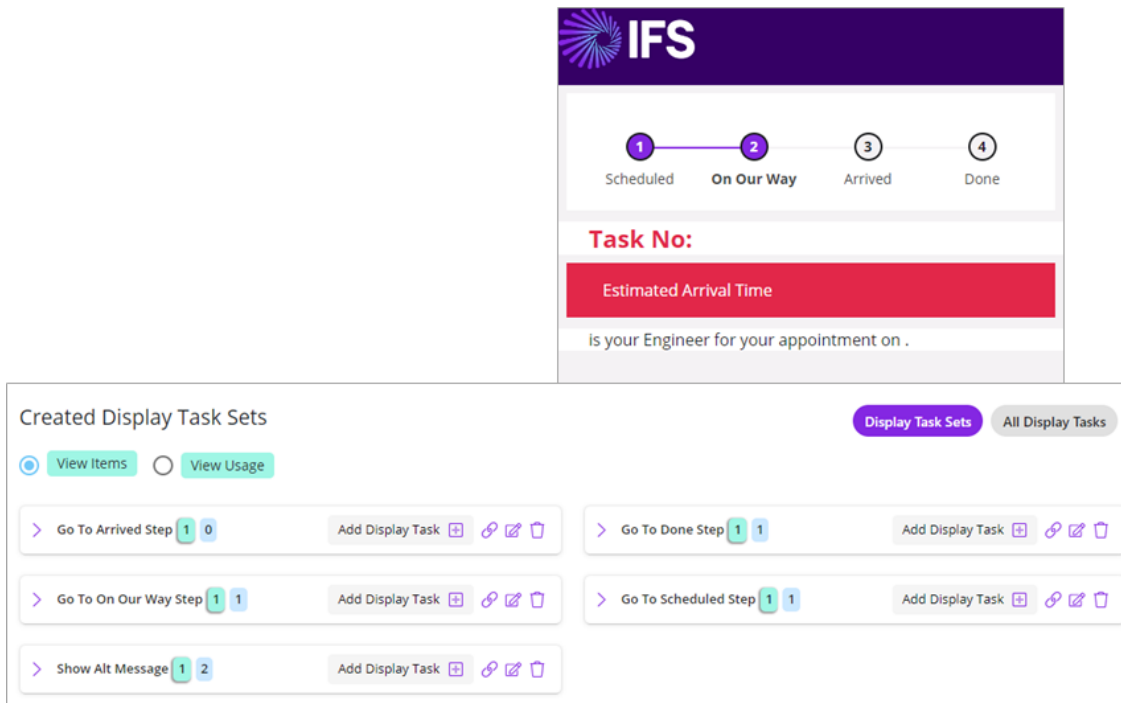 IFS
1 2 3 4
Scheduled On Our Way Arrived Done
Task No:
Estimated Arrival Time
is your Engineer for your appointment on .
Created Display Task Sets
Display Task Sets All Display Tasks
View Items View Usage
Go To Arrived Step 1 0 Add Display Task
Go To Done Step 1 1 Add Display Task
Go To On Our Way Step 1 1 Add Display Task
Go To Scheduled Step 1 1 Add Display Task
Show Alt Message 1 2 Add Display Task